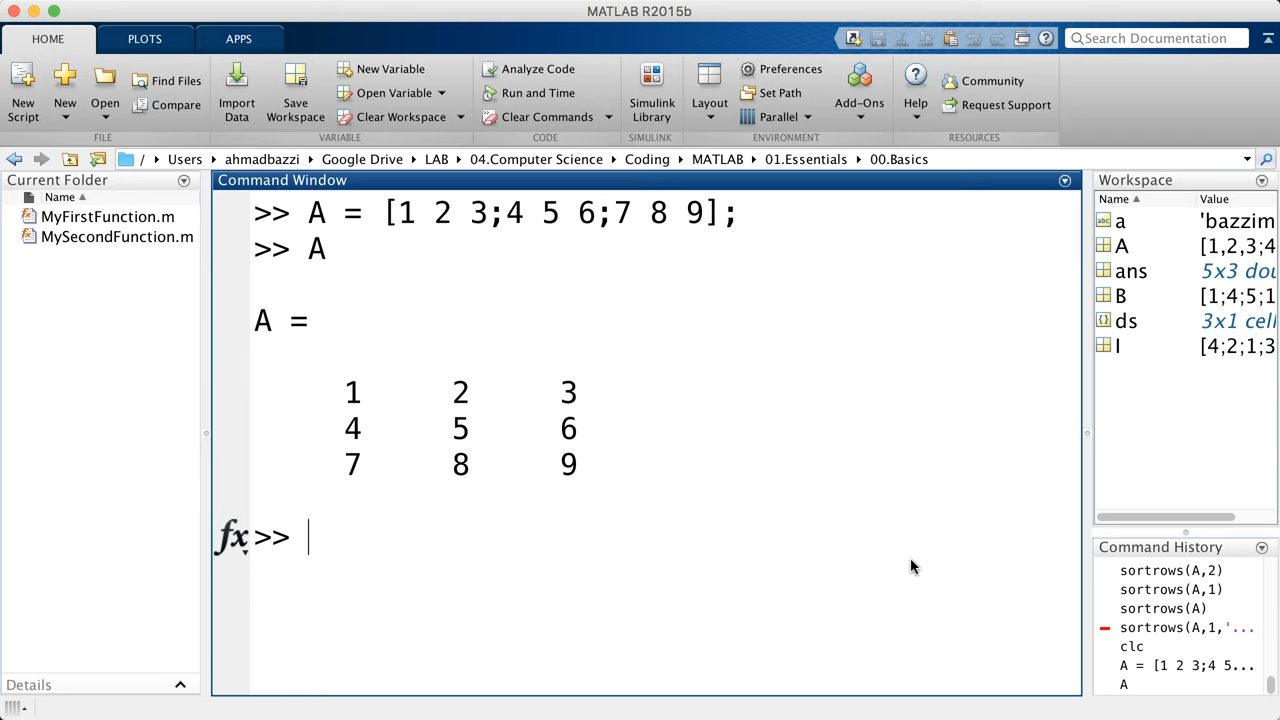 MATLAB R2015b
HOME PLOTS APPS
Search Documentation
New Script
New
Open
Find Files
Compare
FILE
Import Data
Save Workspace
New Variable
Open Variable
Clear Workspace
VARIABLE
Analyze Code
Run and Time
Clear Commands
CODE
Simulink Library
SIMULINK
Layout
Preferences
Set Path
Parallel
ENVIRONMENT
Add-Ons
Help
Community
Request Support
RESOURCES
/ Users ahmadbazzi Google Drive LAB 04.Computer Science Coding MATLAB 01.Essentials 00.Basics
Current Folder
Name
MyFirstFunction.m
MySecondFunction.m
Details
Command Window
>> A = [1 2 3;4 5 6;7 8 9];
>> A
A =
1 2 3
4 5 6
7 8 9
fx >>
Workspace
Name Value
a 'bazzim
A [1,2,3;4
ans 5x3 dou
B [1;4;5;1
ds 3x1 cell
I [4;2;1;3
Command History
sortrows(A,2)
sortrows(A,1)
sortrows(A)
sortrows(A,1,'...
clc
A = [1 2 3;4 5...
A